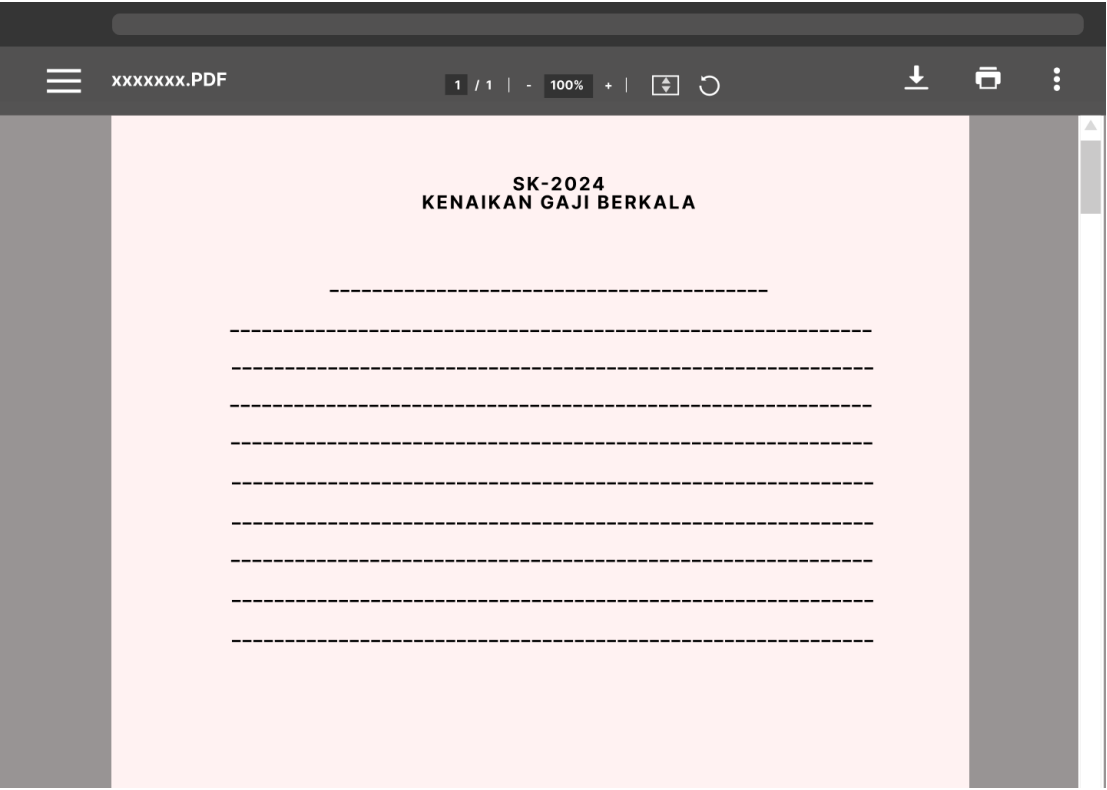 xxxxxxx.PDF
1 / 1 | - 100% + |
SK-2024
KENAIKAN GAJI BERKALA